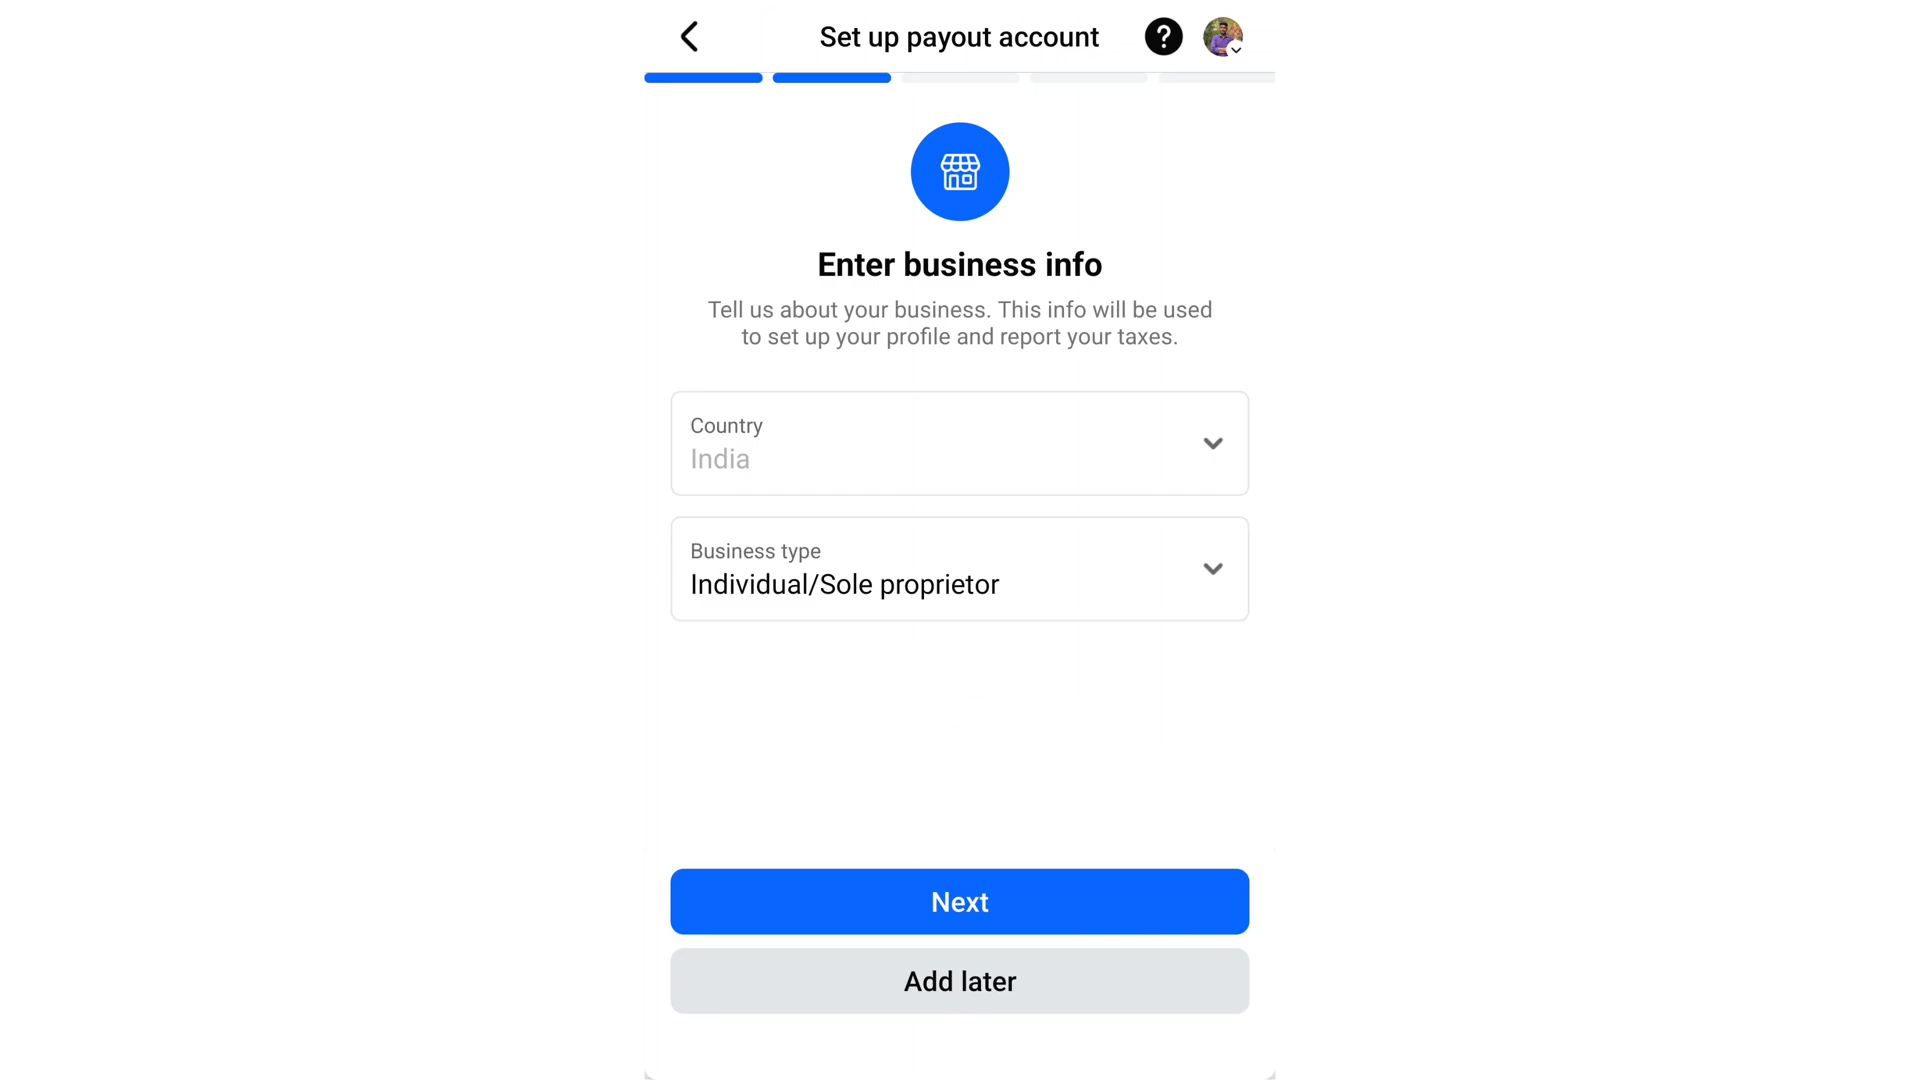 Set up payout account
?
Enter business info
Tell us about your business. This info will be used
to set up your profile and report your taxes.
Country
India
Business type
Individual/Sole proprietor
Next
Add later